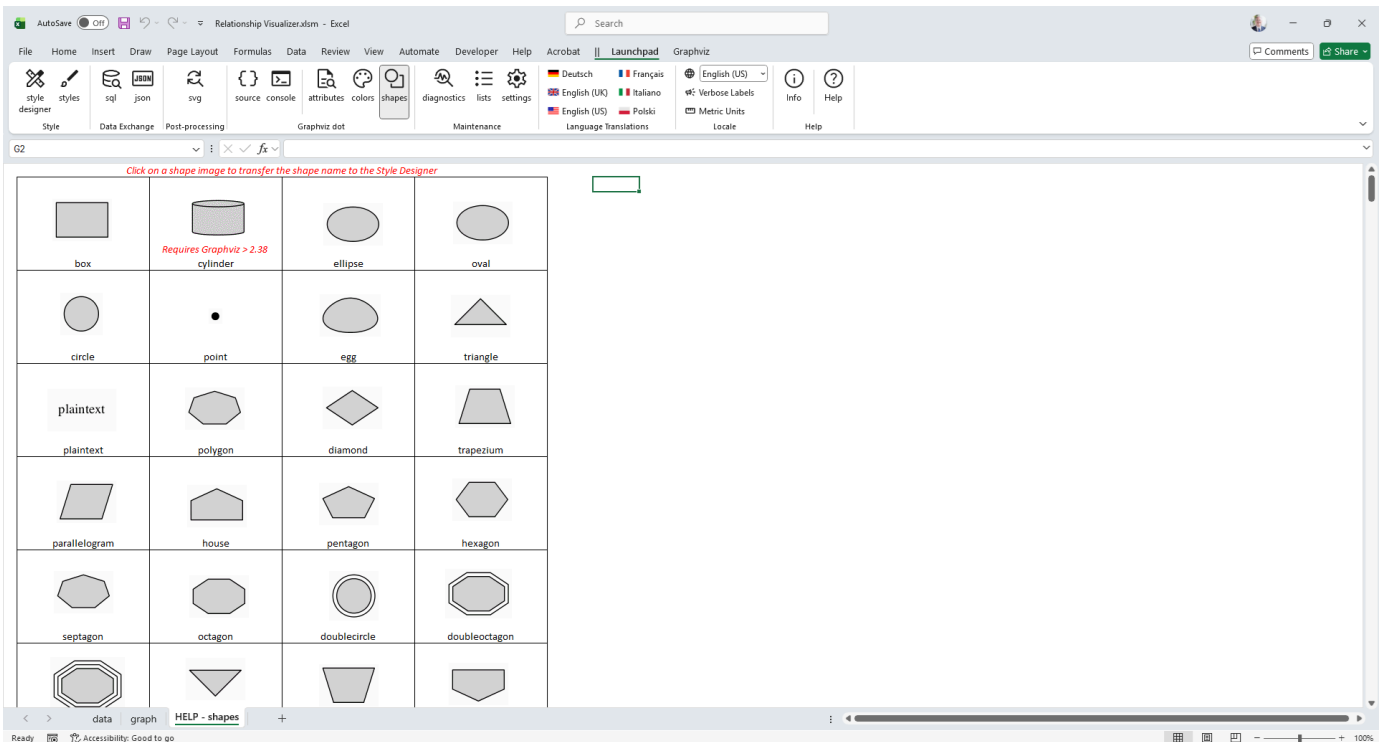 AutoSave Off Relationship Visualizer.xlsm - Excel Search
File Home Insert Draw Page Layout Formulas Data Review View Automate Developer Help Acrobat || Launchpad Graphviz Comments Share
style designer styles sql json svg source console attributes colors shapes diagnostics lists settings
Deutsch Français English (US) Info Help
English (UK) Italiano Verbose Labels
English (US) Polski Metric Units
Style Data Exchange Post-processing Graphviz dot Maintenance Language Translations Locale Help
G2 fx
Click on a shape image to transfer the shape name to the Style Designer
Requires Graphviz > 2.38
box cylinder ellipse oval
circle point egg triangle
plaintext
plaintext polygon diamond trapezium
parallelogram house pentagon hexagon
septagon octagon doublecircle doubleoctagon
data graph HELP - shapes +
Ready Accessibility: Good to go 100%